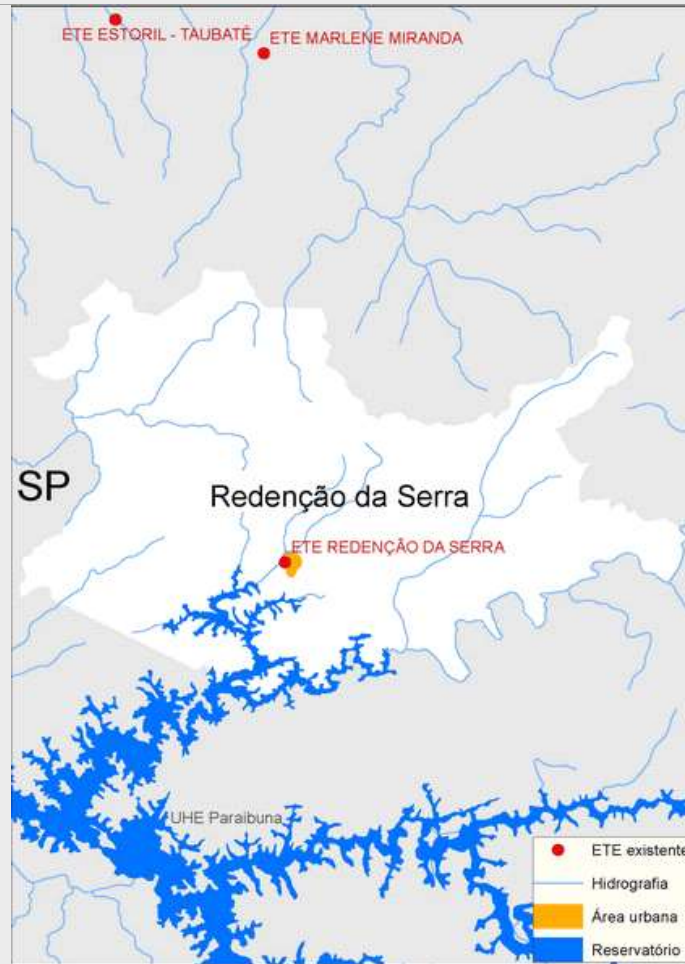 ETE ESTORIL - TAUBATÉ
ETE MARLENE MIRANDA
SP
Redenção da Serra
ETE REDENÇÃO DA SERRA
UHE Paraibuna
ETE existente
Hidrografia
Área urbana
Reservatório